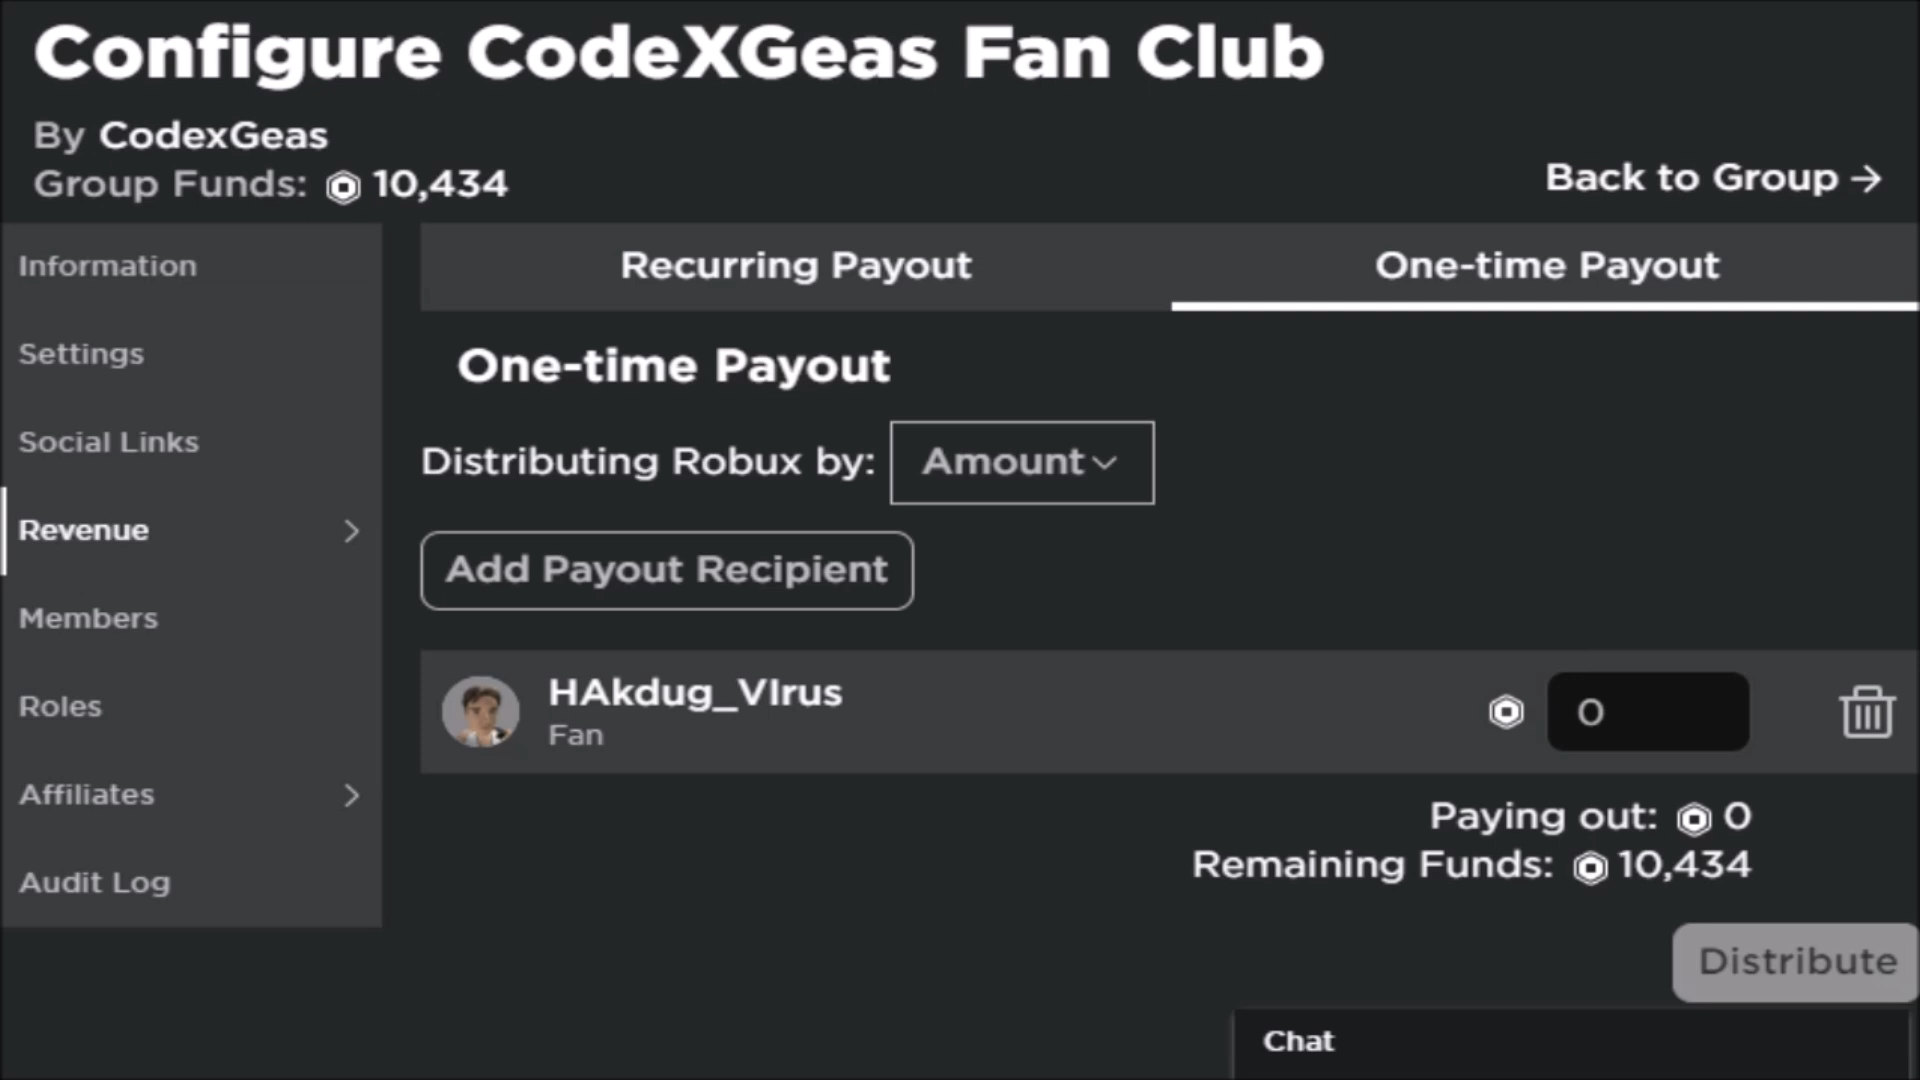 Configure CodeXGeas Fan Club
By CodexGeas
Group Funds: 10,434
Back to Group →
Information
Settings
Social Links
Revenue
Members
Roles
Affiliates
Audit Log
Recurring Payout
One-time Payout
One-time Payout
Distributing Robux by: Amount
Add Payout Recipient
HAkdug_VIrus
Fan
0
Paying out: 0
Remaining Funds: 10,434
Distribute
Chat